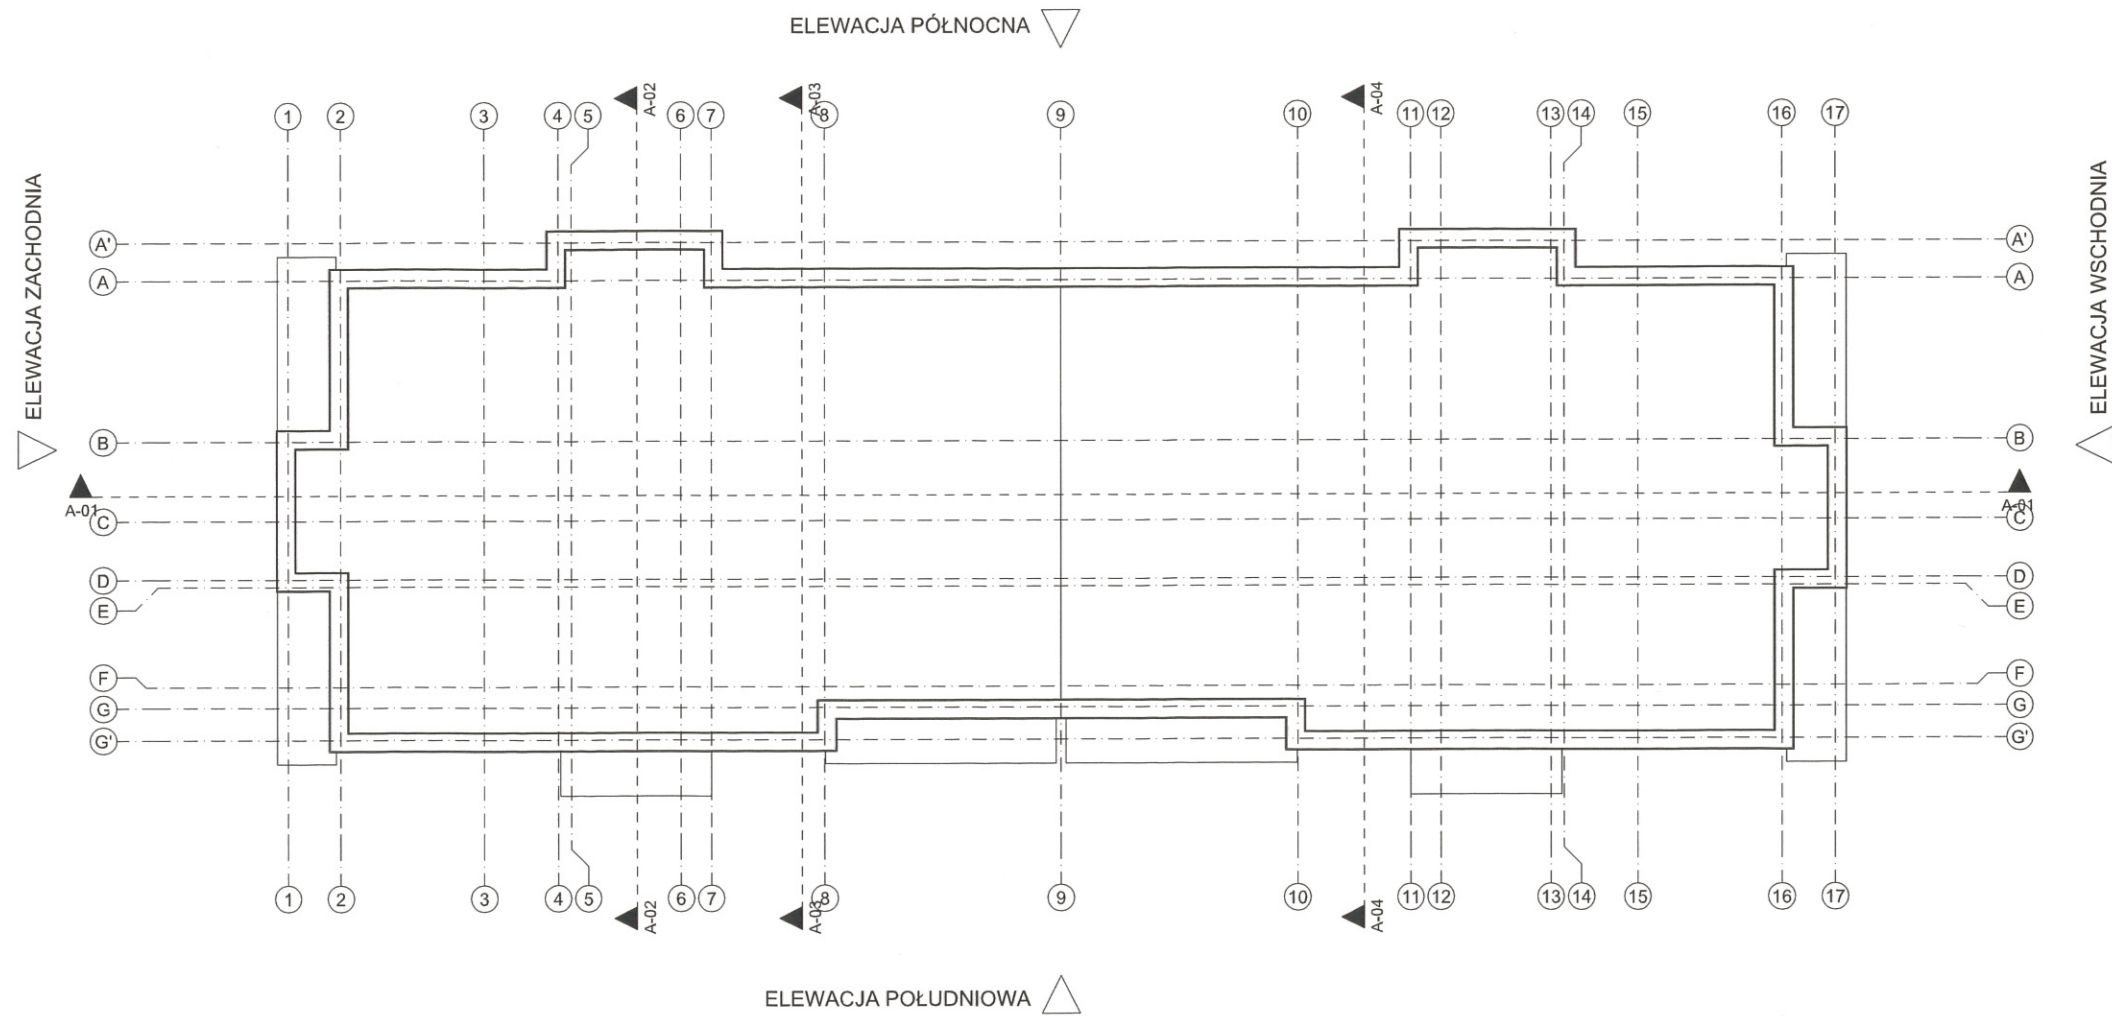 ELEWACJA PÓŁNOCNA
A-02
A-03
A-04
1 2 3 4 5 6 7 8 9 10 11 12 13 14 15 16 17
ELEWACJA ZACHODNIA
ELEWACJA WSCHODNIA
A' A'
A A
B B
A-01 A-01
C C
D D
E E
F F
G G
G' G'
1 2 3 4 5 6 7 8 9 10 11 12 13 14 15 16 17
A-02
A-03
A-04
ELEWACJA POŁUDNIOWA